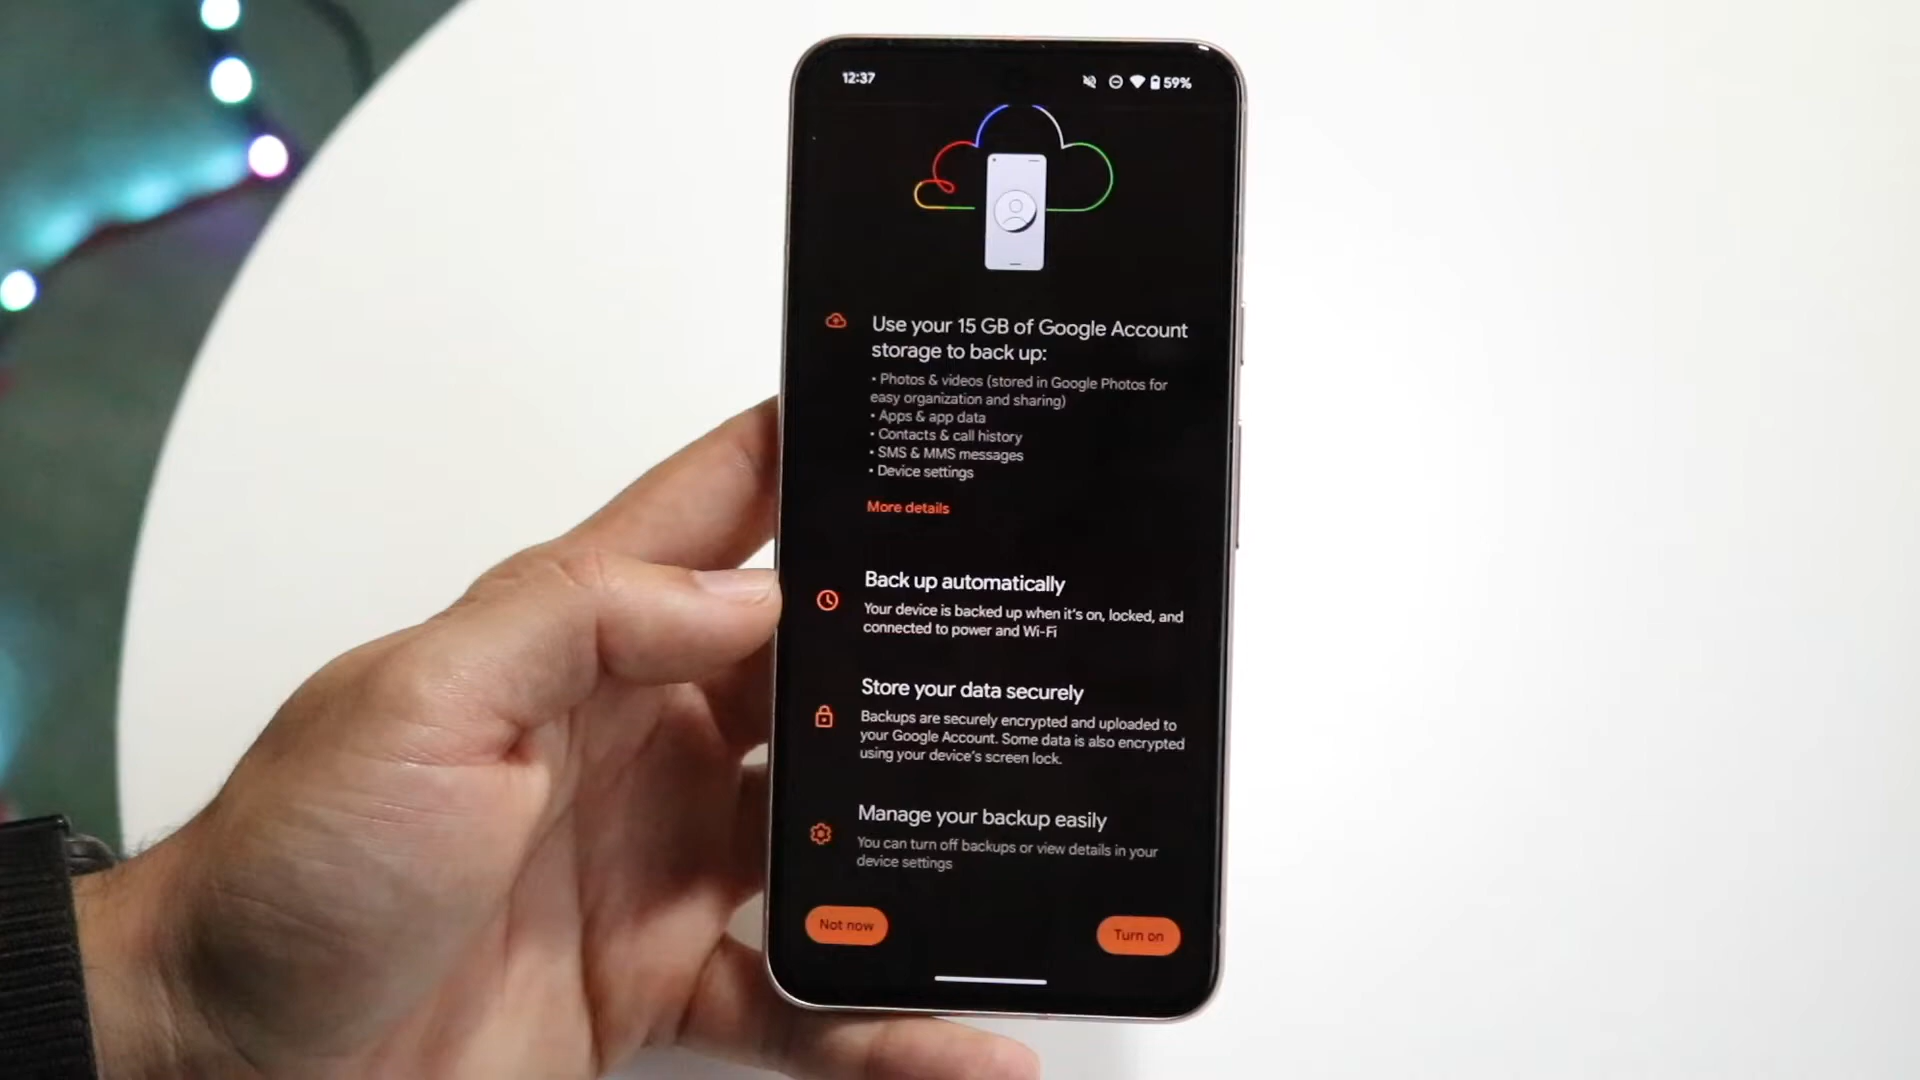 12:37
59%
Use your 15 GB of Google Account
storage to back up:
• Photos & videos (stored in Google Photos for
easy organization and sharing)
• Apps & app data
• Contacts & call history
• SMS & MMS messages
• Device settings
More details
Back up automatically
Your device is backed up when it's on, locked, and
connected to power and Wi-Fi
Store your data securely
Backups are securely encrypted and uploaded to
your Google Account. Some data is also encrypted
using your device's screen lock.
Manage your backup easily
You can turn off backups or view details in your
device settings
Not now
Turn on